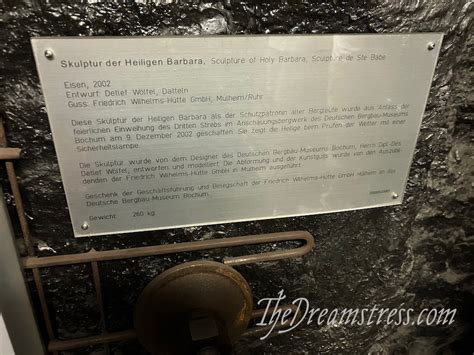 Skulptur der Heiligen Barbara, Sculpture of Holy Barbara, Sculpture de Ste Babe
Eisen, 2002
Entwurf: Detlef Wölfel, Datteln
Guss: Friedrich Wilhelms-Hütte GmbH, Mülheim/Ruhr
Diese Skulptur der Heiligen Barbara als der Schutzpatronin aller Bergleute wurde aus Anlass der
feierlichen Einweihung des Dritten Strebs im Anschauungsbergwerk des Deutschen Bergbau-Museums
Bochum am 9. Dezember 2002 geschaffen. Sie zeigt die Heilige beim Prüfen der Wetter mit einer
Sicherheitslampe.
Die Skulptur wurde von dem Designer des Deutschen Bergbau-Museums Bochum, Herrn Dipl. Des.
Detlef Wölfel, entworfen und modelliert. Die Abformung und der Kunstguss wurden von den Auszubil-
denden der Friedrich Wilhelms-Hütte GmbH in Mülheim ausgeführt.
Geschenk der Geschäftsführung und Belegschaft der Friedrich Wilhelms-Hütte GmbH Mülheim an das
Deutsche Bergbau-Museum Bochum.
Gewicht: 260 kg
TheDreamstress.com